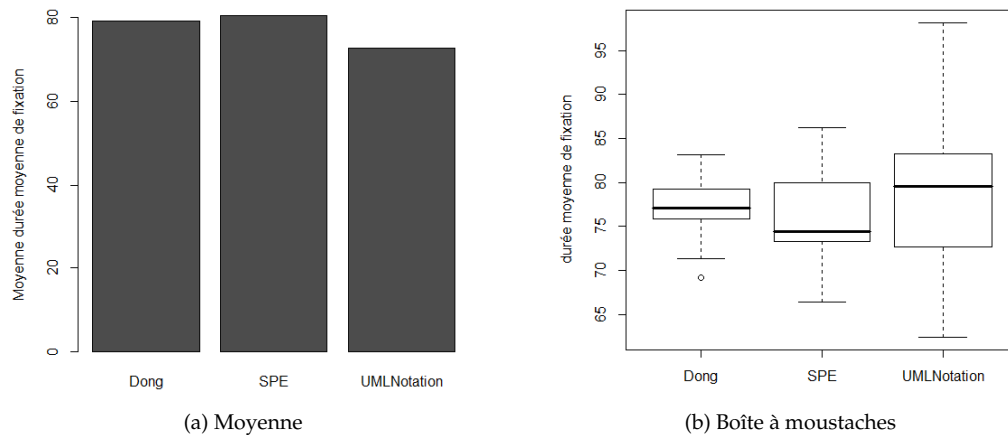 Moyenne durée moyenne de fixation
80
60
40
20
0
Dong
SPE
UMLNotation
(a) Moyenne
durée moyenne de fixation
95
90
85
80
75
70
65
Dong
SPE
UMLNotation
(b) Boîte à moustaches